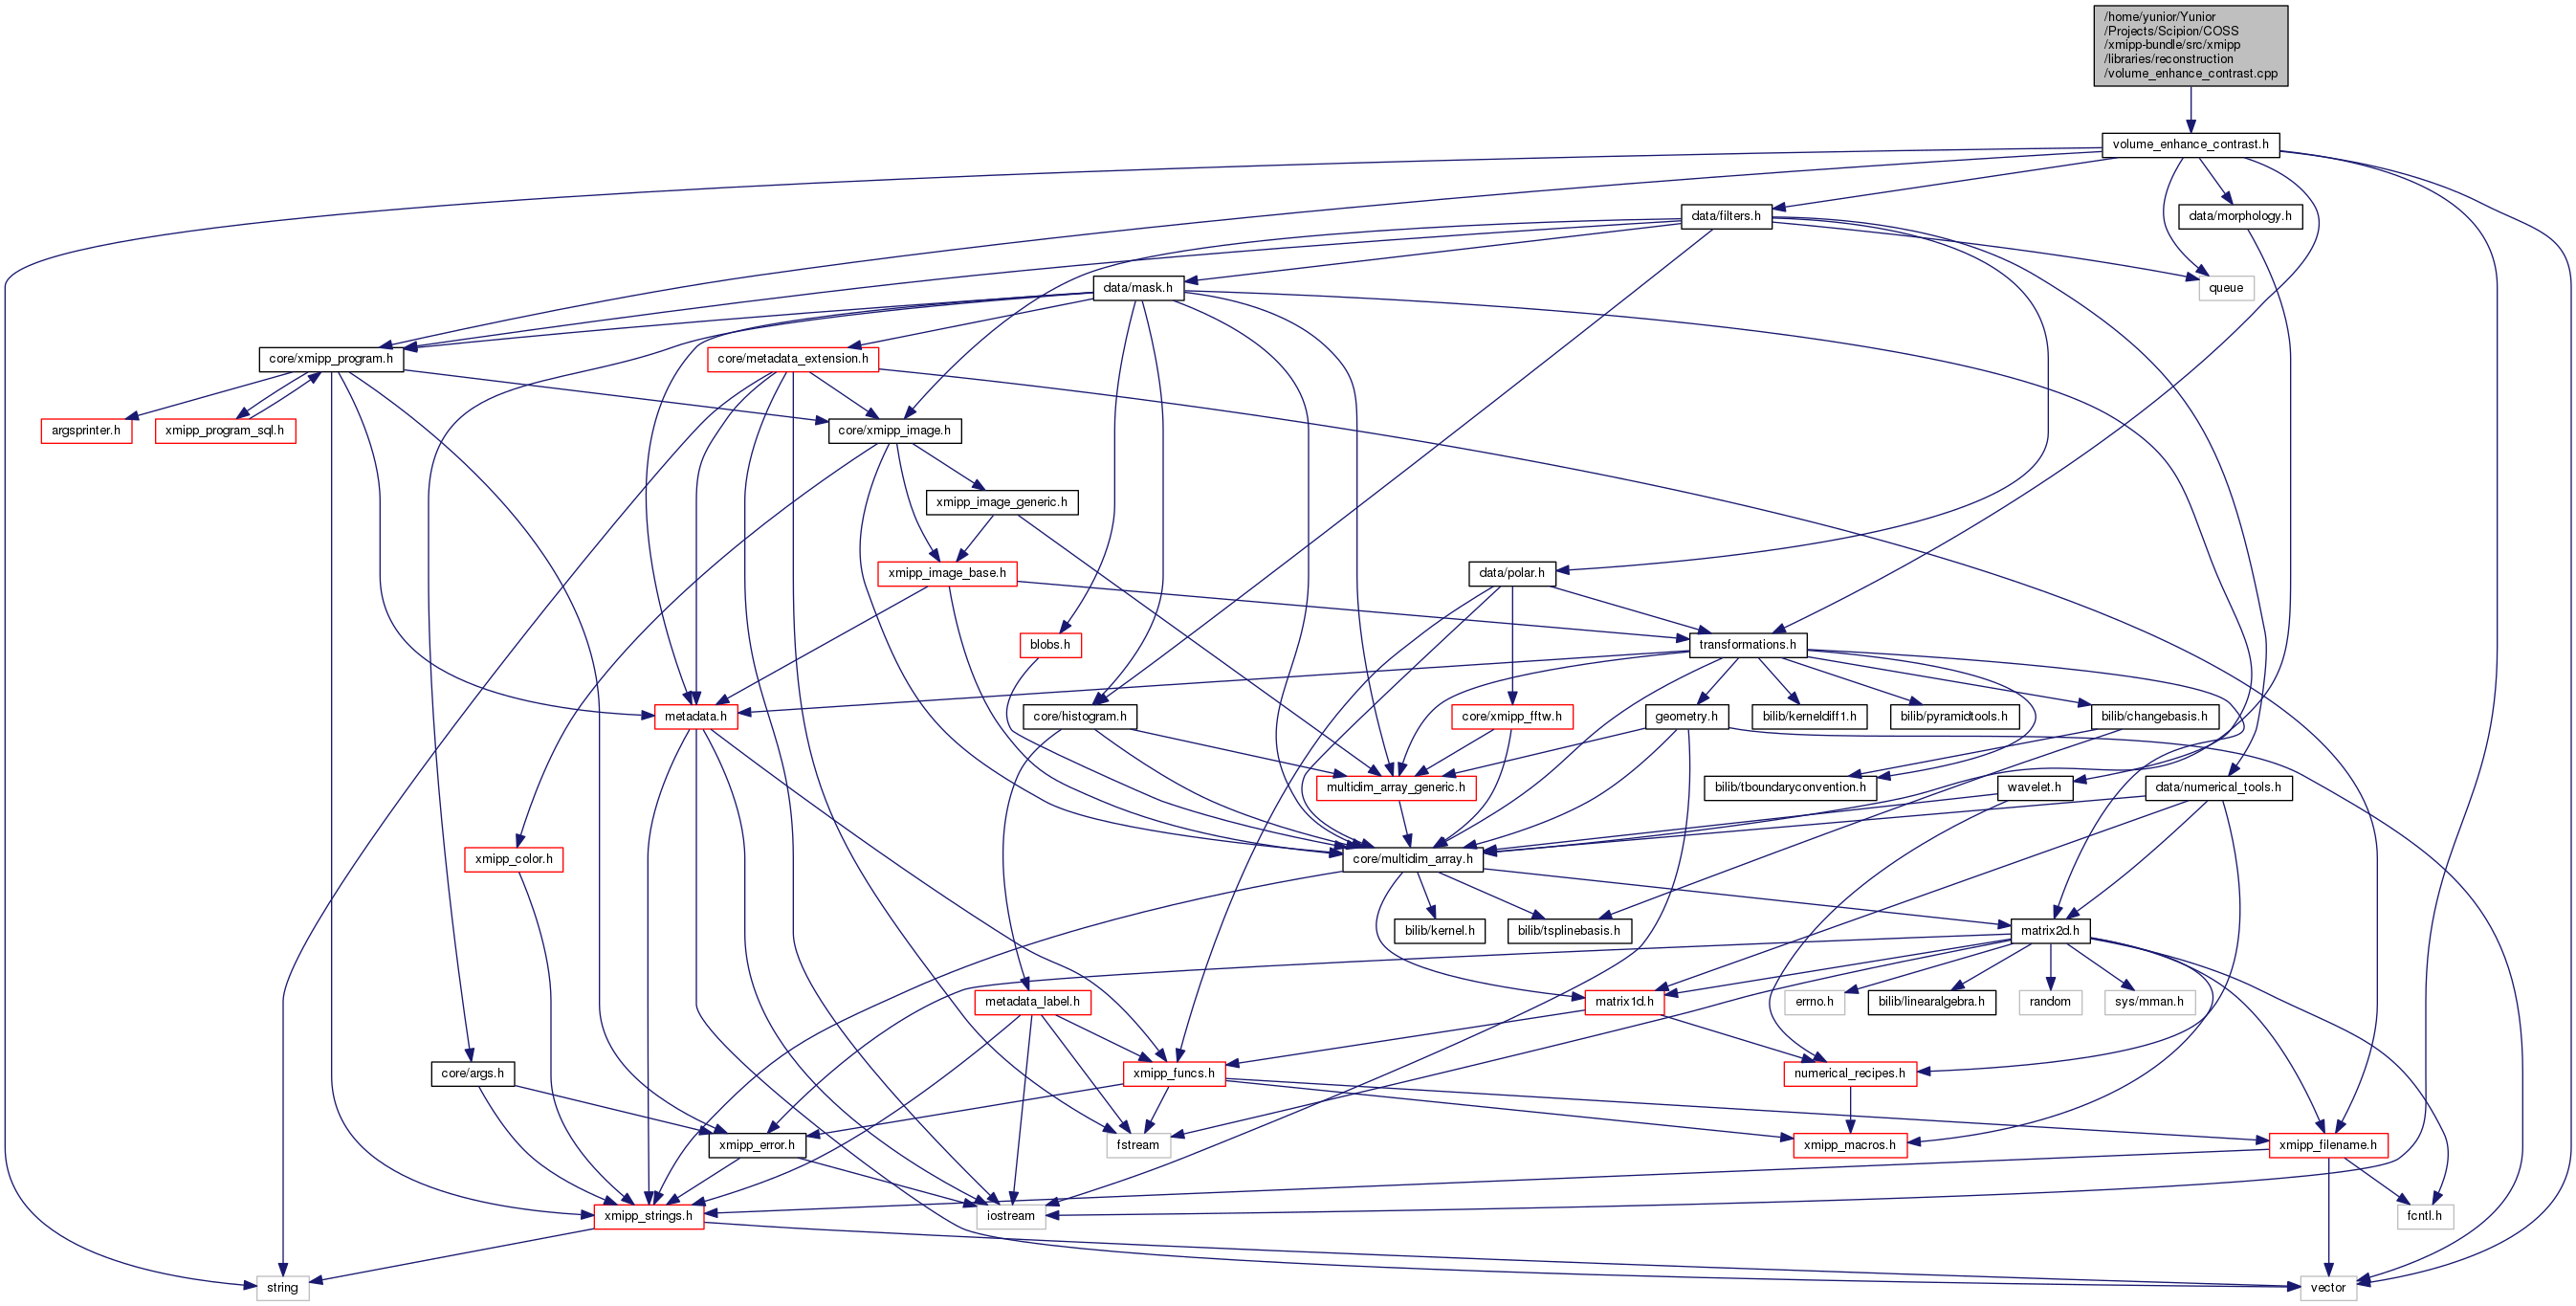 /home/yunior/Yunior
/Projects/Scipion/COSS
/xmipp-bundle/src/xmipp
/libraries/reconstruction
/volume_enhance_contrast.cpp
volume_enhance_contrast.h
data/filters.h
data/morphology.h
data/mask.h
queue
core/xmipp_program.h
core/metadata_extension.h
argsprinter.h
xmipp_program_sql.h
core/xmipp_image.h
xmipp_image_generic.h
xmipp_image_base.h
data/polar.h
blobs.h
transformations.h
metadata.h
core/histogram.h
core/xmipp_fftw.h
geometry.h
bilib/kerneldiff1.h
bilib/pyramidtools.h
bilib/changebasis.h
multidim_array_generic.h
bilib/tboundaryconvention.h
wavelet.h
data/numerical_tools.h
xmipp_color.h
core/multidim_array.h
bilib/kernel.h
bilib/tsplinebasis.h
matrix2d.h
metadata_label.h
matrix1d.h
errno.h
bilib/linearalgebra.h
random
sys/mman.h
core/args.h
xmipp_funcs.h
numerical_recipes.h
xmipp_error.h
fstream
xmipp_macros.h
xmipp_filename.h
xmipp_strings.h
iostream
fcntl.h
string
vector